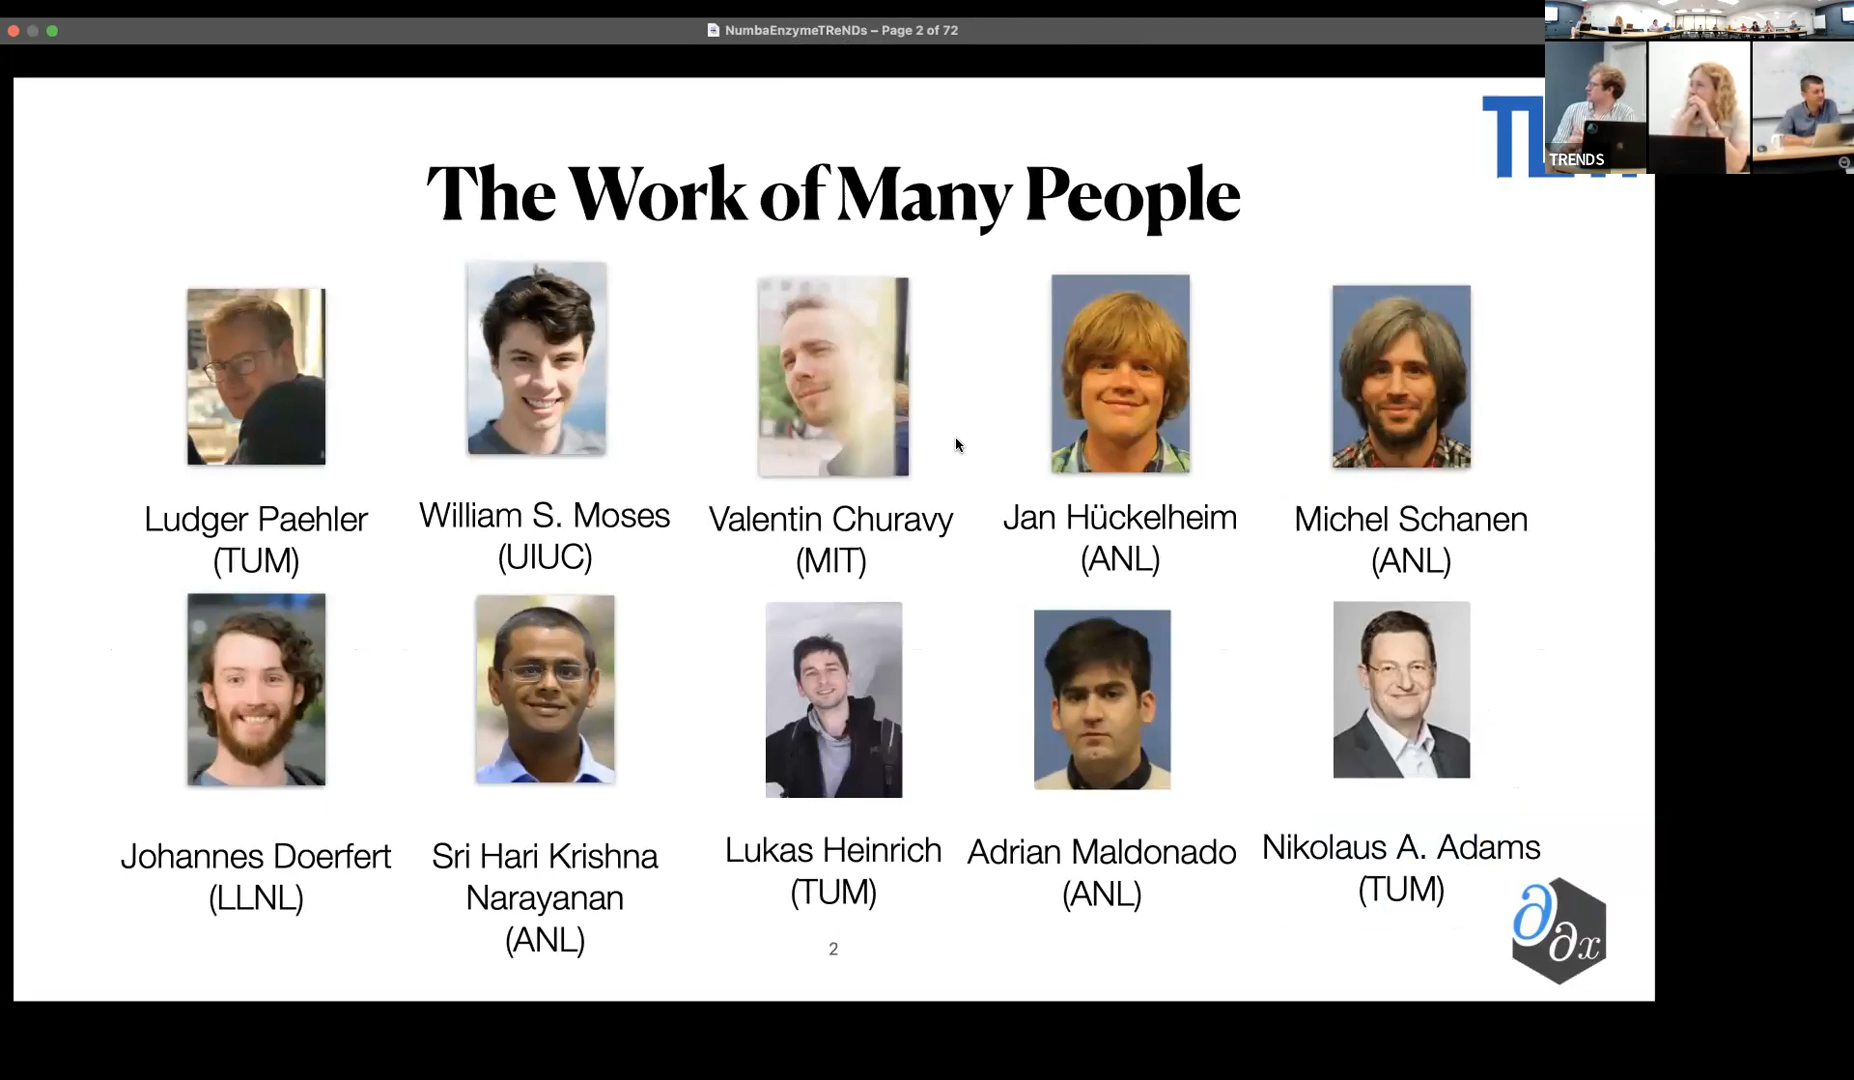 NumbaEnzymeTReNDs – Page 2 of 72
TRENDS
The Work of Many People
Ludger Paehler
(TUM)
William S. Moses
(UIUC)
Valentin Churavy
(MIT)
Jan Hückelheim
(ANL)
Michel Schanen
(ANL)
Johannes Doerfert
(LLNL)
Sri Hari Krishna
Narayanan
(ANL)
Lukas Heinrich
(TUM)
Adrian Maldonado
(ANL)
Nikolaus A. Adams
(TUM)
2
∂
∂x